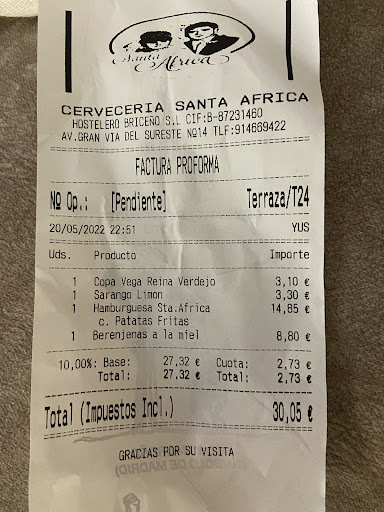 Santa Africa
CERVECERIA SANTA AFRICA
HOSTELERO BRICEÑO S.L CIF:B-87231460
AV.GRAN VIA DEL SURESTE Nº14 TLF:914669422
FACTURA PROFORMA
Nº Op.: [Pendiente] Terraza/T24
20/05/2022 22:51 YUS
Uds. Producto Importe
1 Copa Vega Reina Verdejo 3,10 €
1 Sarango Limon 3,30 €
1 Hamburguesa Sta.Africa 14,85 €
c. Patatas Fritas
1 Berenjenas a la miel 8,80 €
10,00%: Base: 27,32 € Cuota: 2,73 €
Total: 27,32 € Total: 2,73 €
Total (Impuestos Incl.) 30,05 €
GRACIAS POR SU VISITA